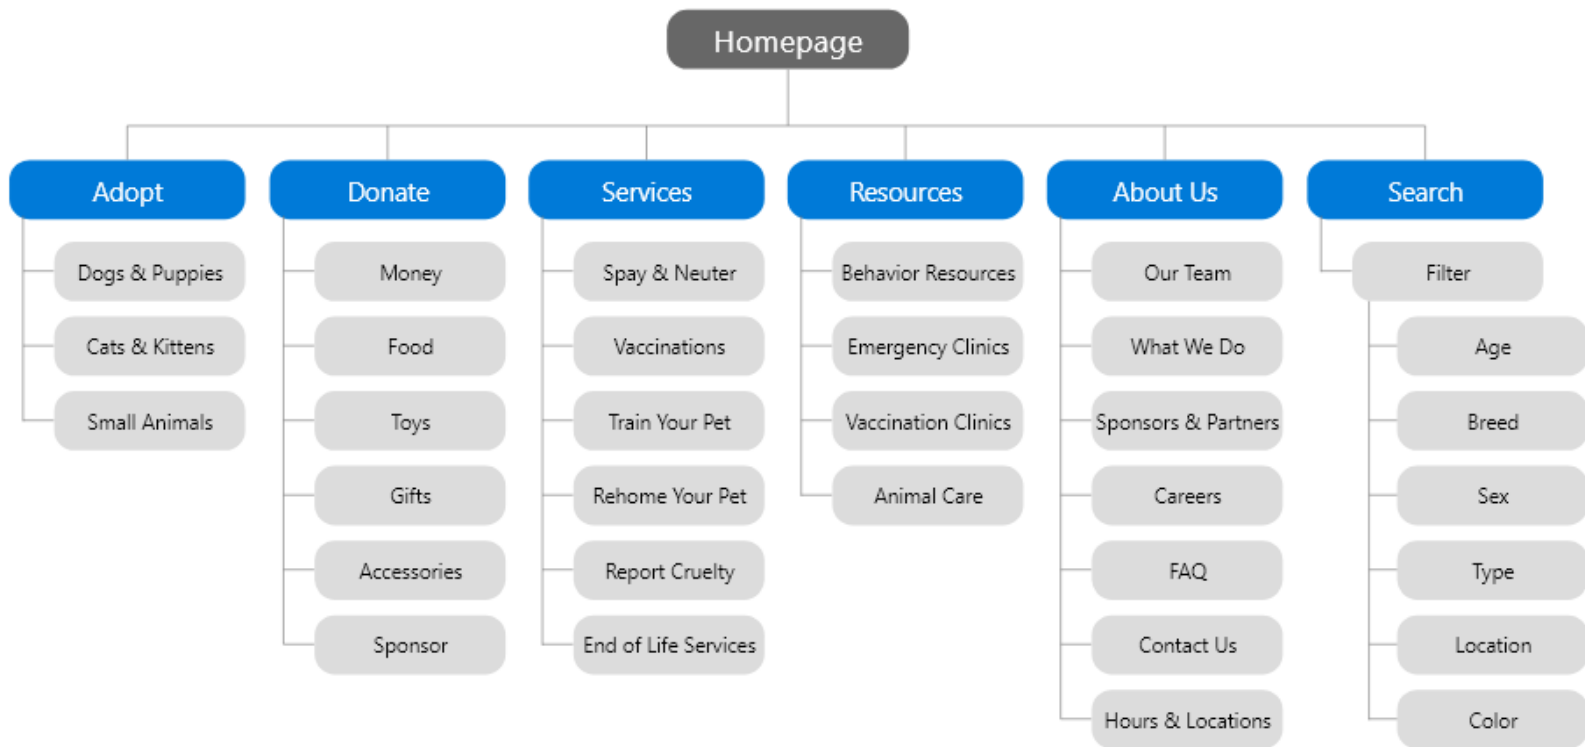 Homepage
Adopt
Donate
Services
Resources
About Us
Search
Dogs & Puppies
Money
Spay & Neuter
Behavior Resources
Our Team
Filter
Cats & Kittens
Food
Vaccinations
Emergency Clinics
What We Do
Age
Small Animals
Toys
Train Your Pet
Vaccination Clinics
Sponsors & Partners
Breed
Gifts
Rehome Your Pet
Animal Care
Careers
Sex
Accessories
Report Cruelty
FAQ
Type
Sponsor
End of Life Services
Contact Us
Location
Hours & Locations
Color